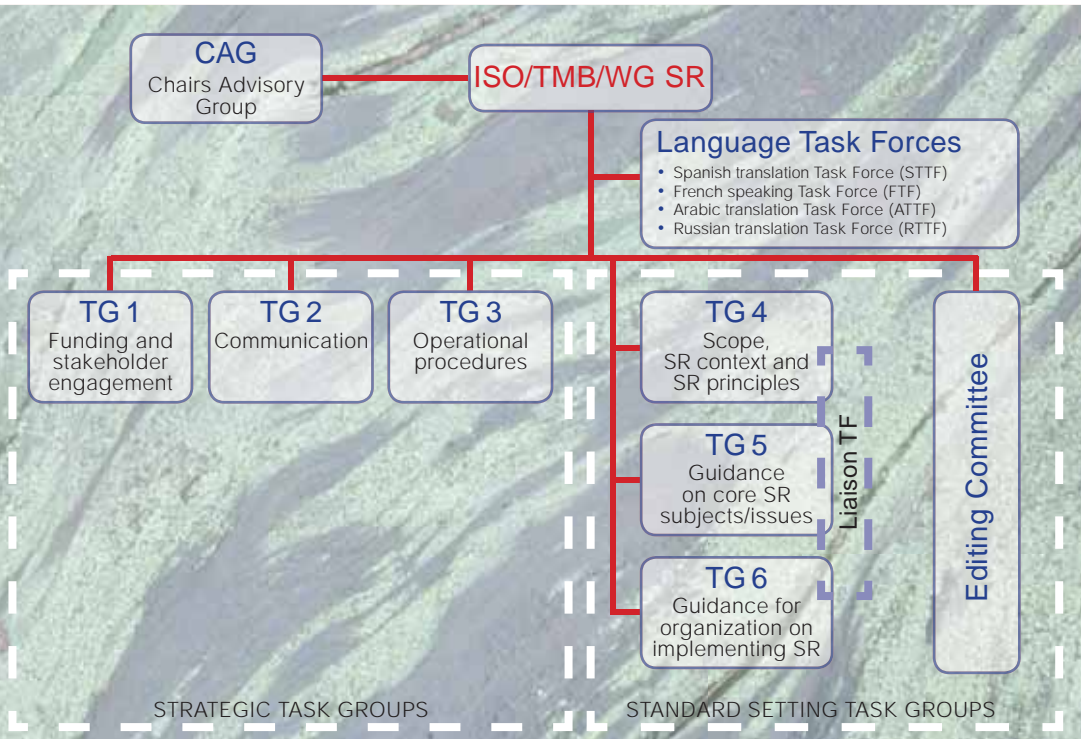 CAG
Chairs Advisory
Group
ISO/TMB/WG SR
Language Task Forces
• Spanish translation Task Force (STTF)
• French speaking Task Force (FTF)
• Arabic translation Task Force (ATTF)
• Russian translation Task Force (RTTF)
TG 1
Funding and
stakeholder
engagement
TG 2
Communication
TG 3
Operational
procedures
STRATEGIC TASK GROUPS
TG 4
Scope,
SR context and
SR principles
TG 5
Guidance
on core SR
subjects/issues
TG 6
Guidance for
organization on
implementing SR
Liaison TF
Editing Committee
STANDARD SETTING TASK GROUPS